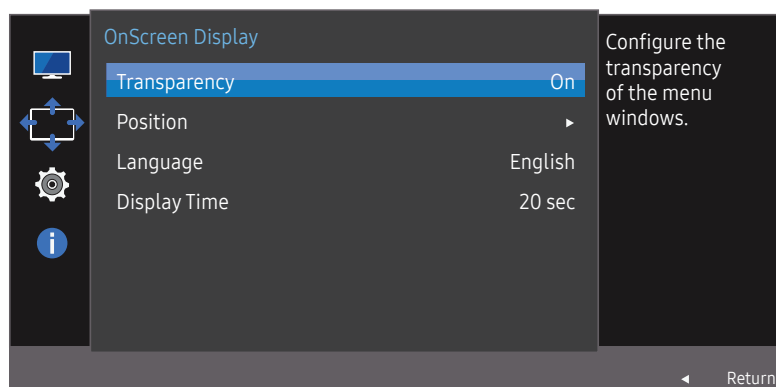 OnScreen Display
Transparency On
Position ▸
Language English
Display Time 20 sec
Configure the
transparency
of the menu
windows.
◂ Return